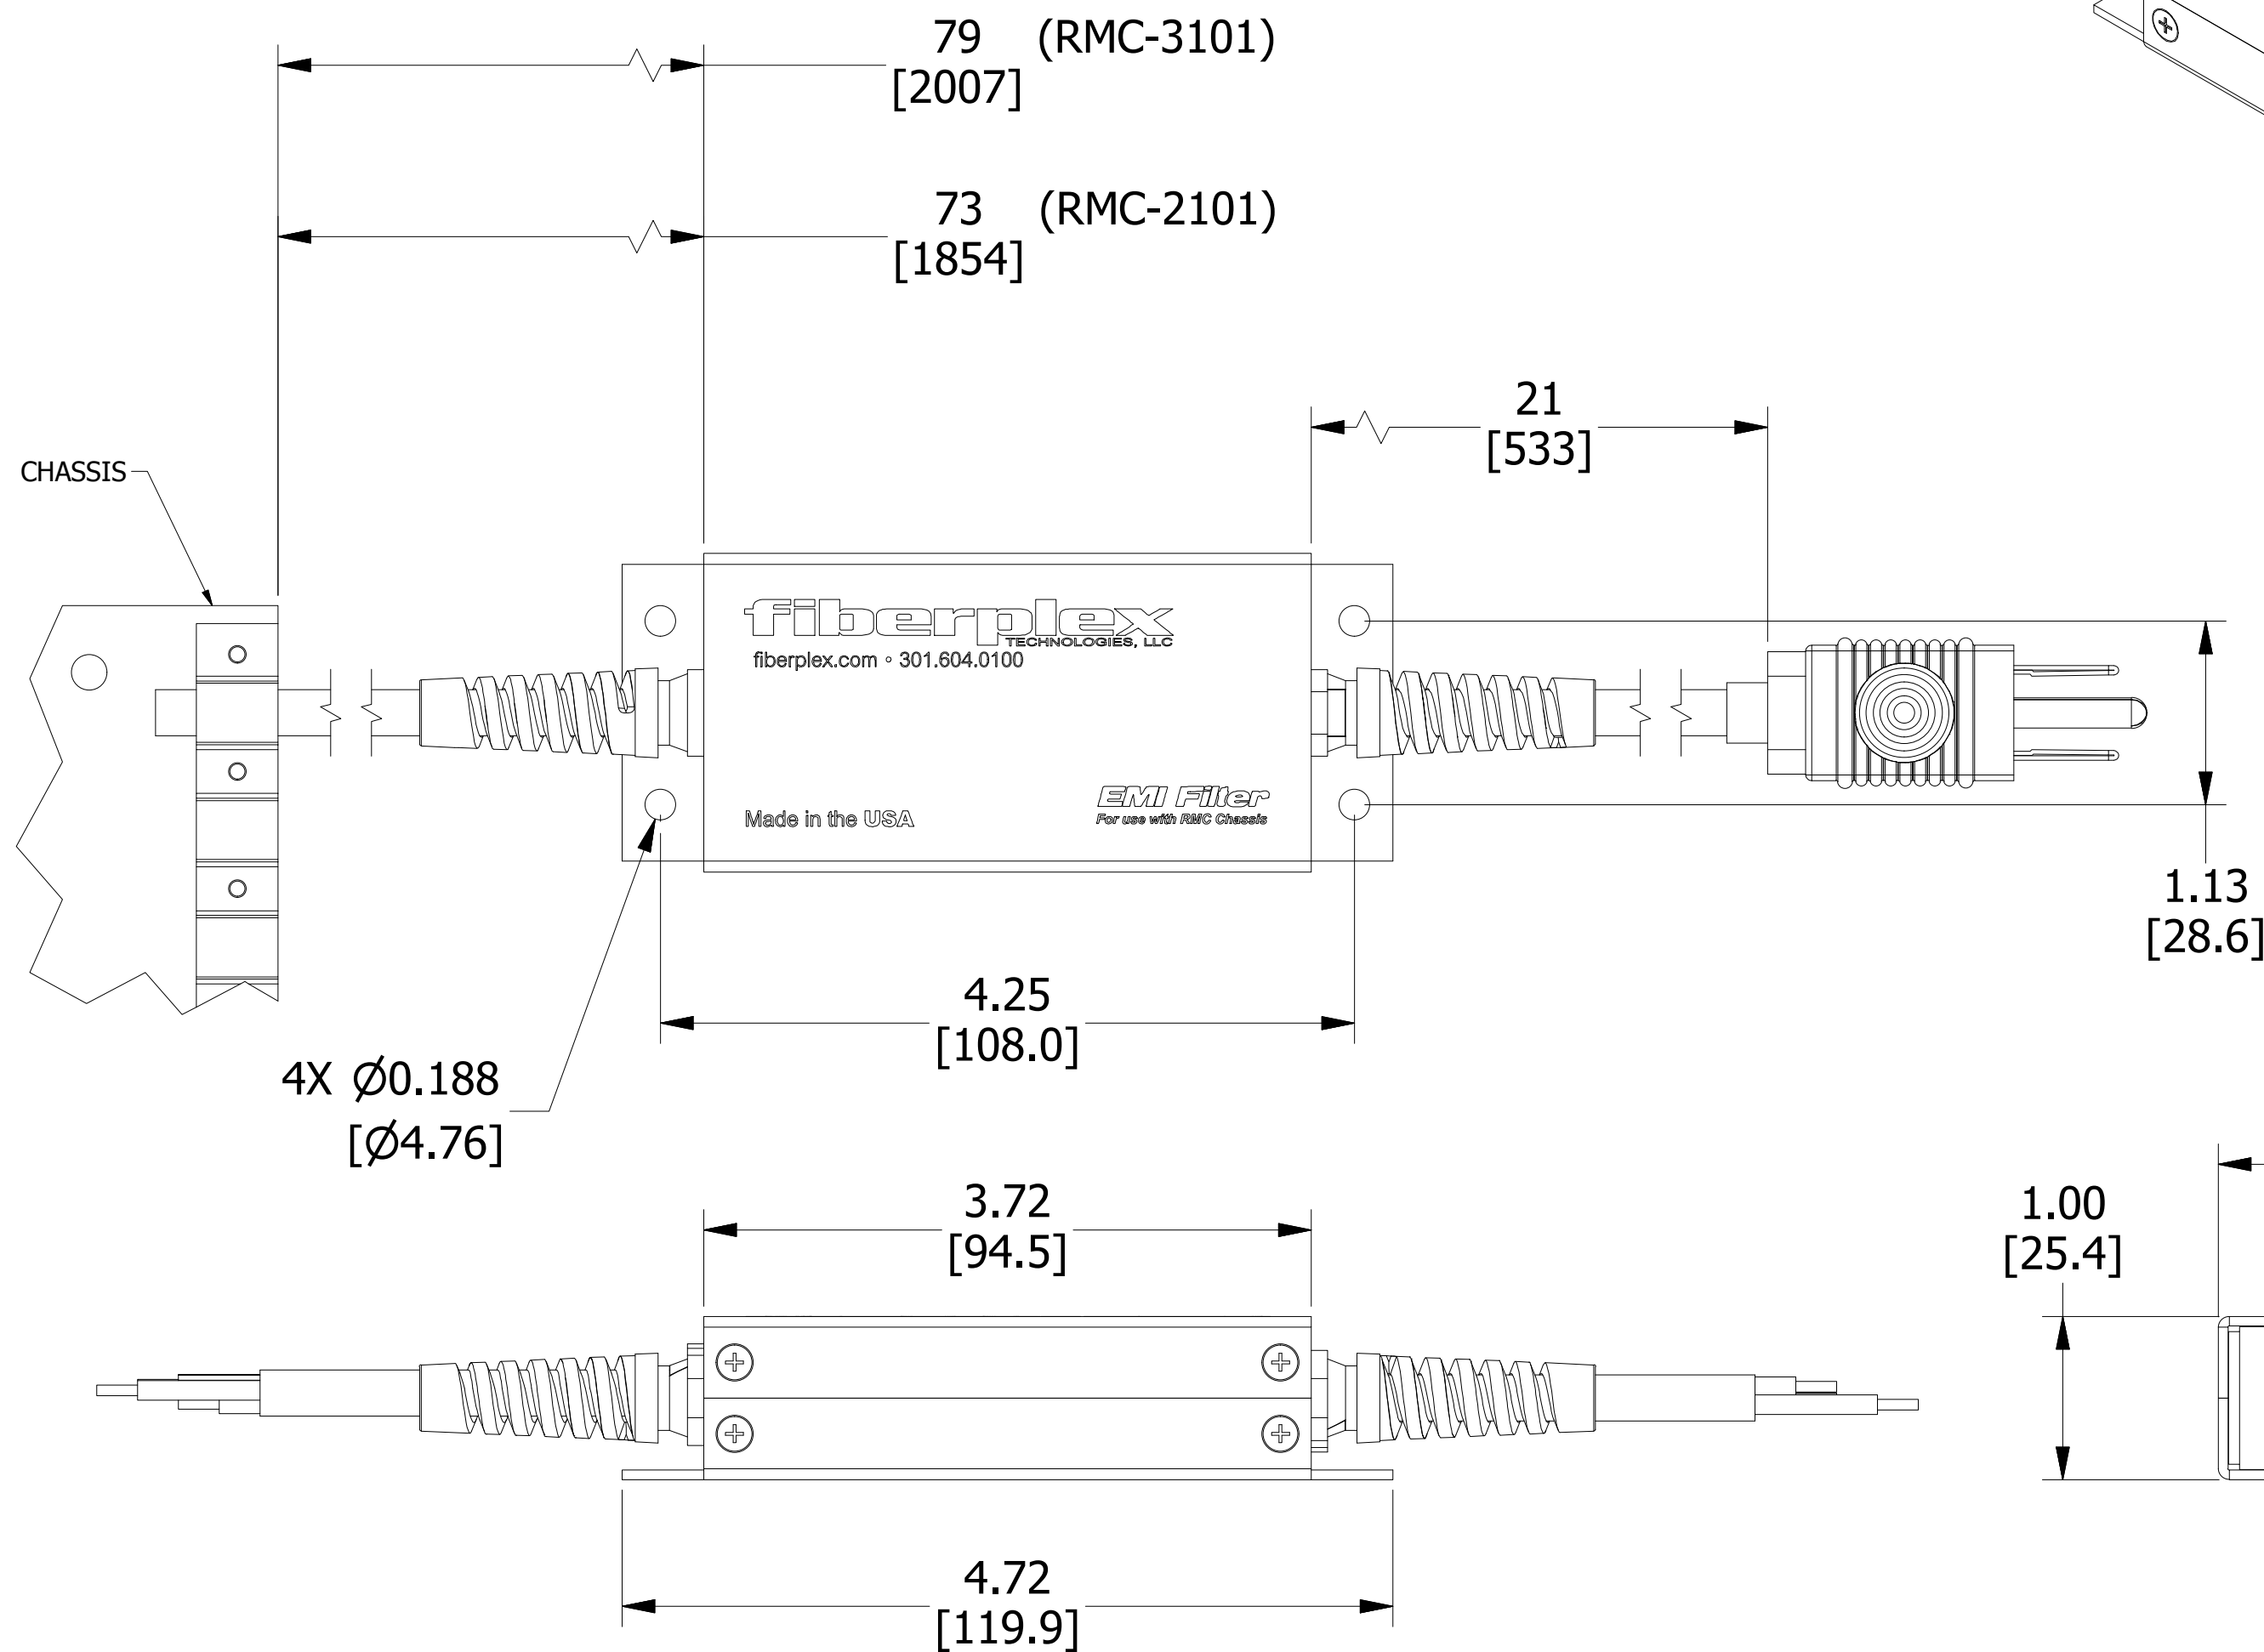 79 (RMC-3101)
[2007]
73 (RMC-2101)
[1854]
21
[533]
CHASSIS
fiberplex
TECHNOLOGIES, LLC
fiberplex.com • 301.604.0100
Made in the USA
EMI Filter
For use with RMC Chassis
1.13
[28.6]
4.25
[108.0]
4X Ø0.188
[Ø4.76]
3.72
[94.5]
1.00
[25.4]
4.72
[119.9]